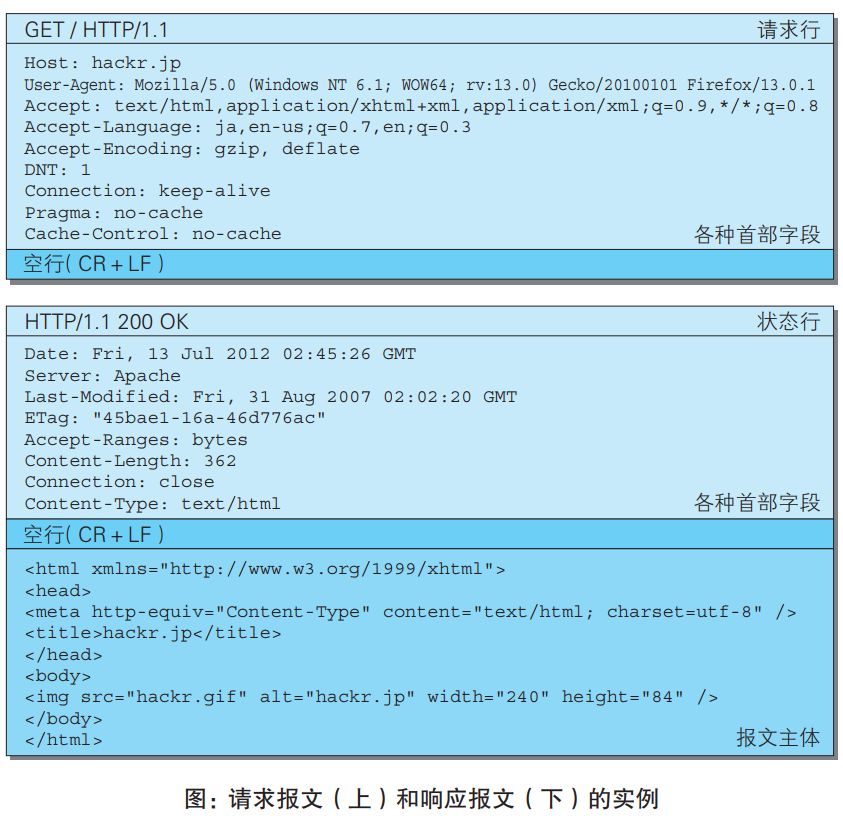 GET / HTTP/1.1 请求行
Host: hackr.jp
User-Agent: Mozilla/5.0 (Windows NT 6.1; WOW64; rv:13.0) Gecko/20100101 Firefox/13.0.1
Accept: text/html,application/xhtml+xml,application/xml;q=0.9,*/*;q=0.8
Accept-Language: ja,en-us;q=0.7,en;q=0.3
Accept-Encoding: gzip, deflate
DNT: 1
Connection: keep-alive
Pragma: no-cache
Cache-Control: no-cache 各种首部字段
空行( CR + LF )
HTTP/1.1 200 OK 状态行
Date: Fri, 13 Jul 2012 02:45:26 GMT
Server: Apache
Last-Modified: Fri, 31 Aug 2007 02:02:20 GMT
ETag: "45bae1-16a-46d776ac"
Accept-Ranges: bytes
Content-Length: 362
Connection: close
Content-Type: text/html 各种首部字段
空行( CR + LF )
<html xmlns="http://www.w3.org/1999/xhtml">
<head>
<meta http-equiv="Content-Type" content="text/html; charset=utf-8" />
<title>hackr.jp</title>
</head>
<body>
<img src="hackr.gif" alt="hackr.jp" width="240" height="84" />
</body>
</html> 报文主体
图：请求报文（上）和响应报文（下）的实例